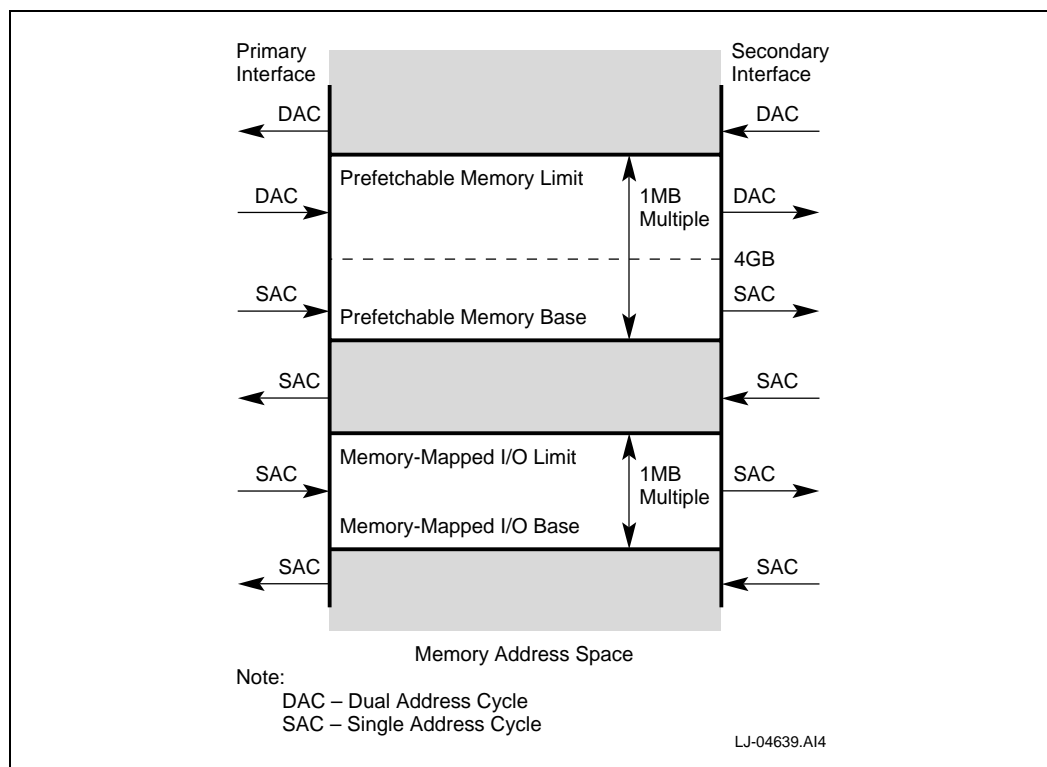 Primary
Interface
Secondary
Interface
DAC
DAC
Prefetchable Memory Limit
1MB
Multiple
DAC
DAC
4GB
SAC
SAC
Prefetchable Memory Base
SAC
SAC
Memory-Mapped I/O Limit
1MB
Multiple
SAC
SAC
Memory-Mapped I/O Base
SAC
SAC
Memory Address Space
Note:
DAC – Dual Address Cycle
SAC – Single Address Cycle
LJ-04639.AI4